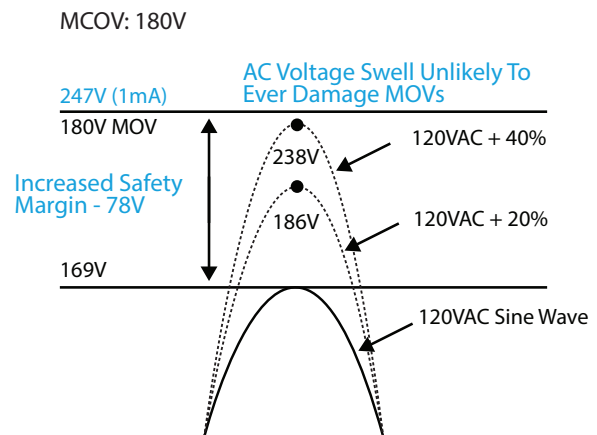 MCOV: 180V
AC Voltage Swell Unlikely To
Ever Damage MOVs
247V (1mA)
180V MOV
120VAC + 40%
238V
Increased Safety
Margin - 78V
186V
120VAC + 20%
169V
120VAC Sine Wave